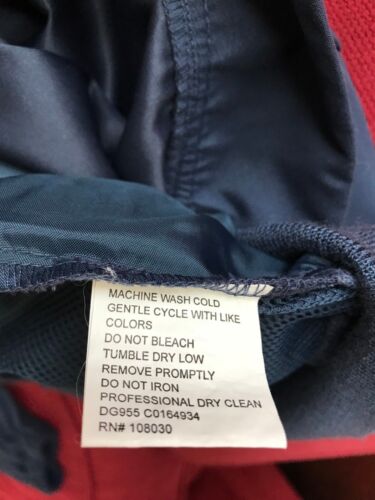 MACHINE WASH COLD
GENTLE CYCLE WITH LIKE
COLORS
DO NOT BLEACH
TUMBLE DRY LOW
REMOVE PROMPTLY
DO NOT IRON
PROFESSIONAL DRY CLEAN
DG955 C0164934
RN# 108030